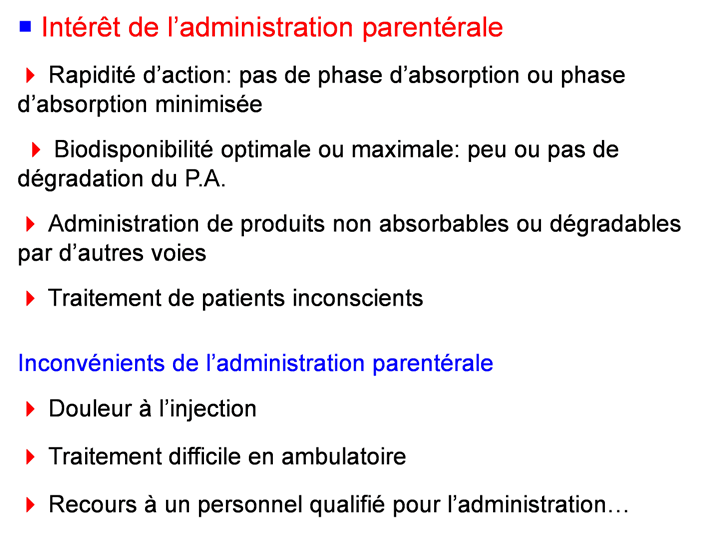 Intérêt de l’administration parentérale
Rapidité d’action: pas de phase d’absorption ou phase
d’absorption minimisée
Biodisponibilité optimale ou maximale: peu ou pas de
dégradation du P.A.
Administration de produits non absorbables ou dégradables
par d’autres voies
Traitement de patients inconscients
Inconvénients de l’administration parentérale
Douleur à l’injection
Traitement difficile en ambulatoire
Recours à un personnel qualifié pour l’administration…